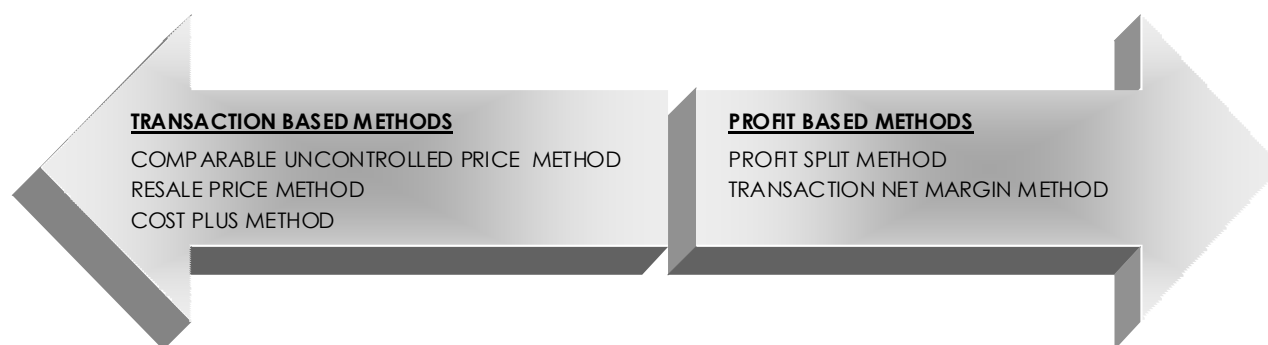 TRANSACTION BASED METHODS
COMPARABLE UNCONTROLLED PRICE METHOD
RESALE PRICE METHOD
COST PLUS METHOD
PROFIT BASED METHODS
PROFIT SPLIT METHOD
TRANSACTION NET MARGIN METHOD